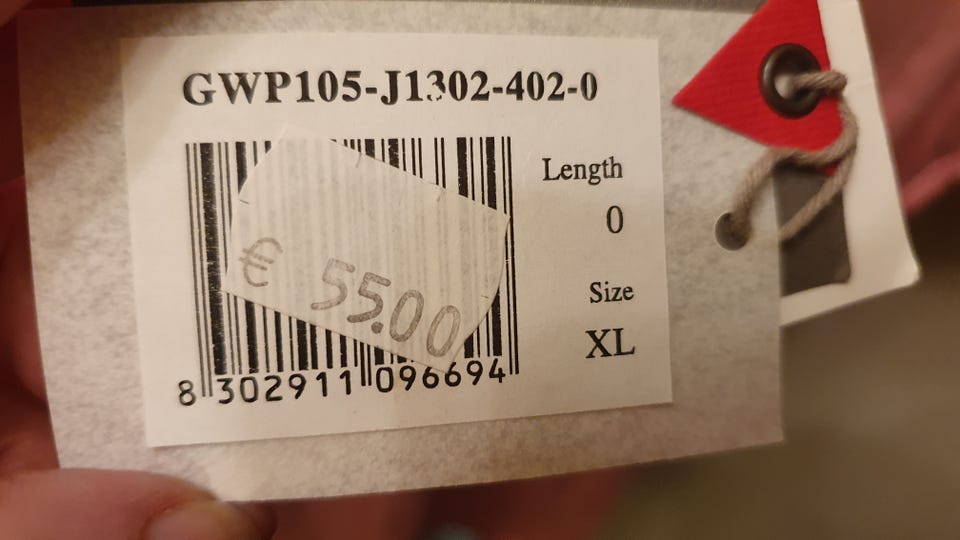 GWP105-J1302-402-0
Length
0
Size
XL
€ 55.00
8 302911 096694